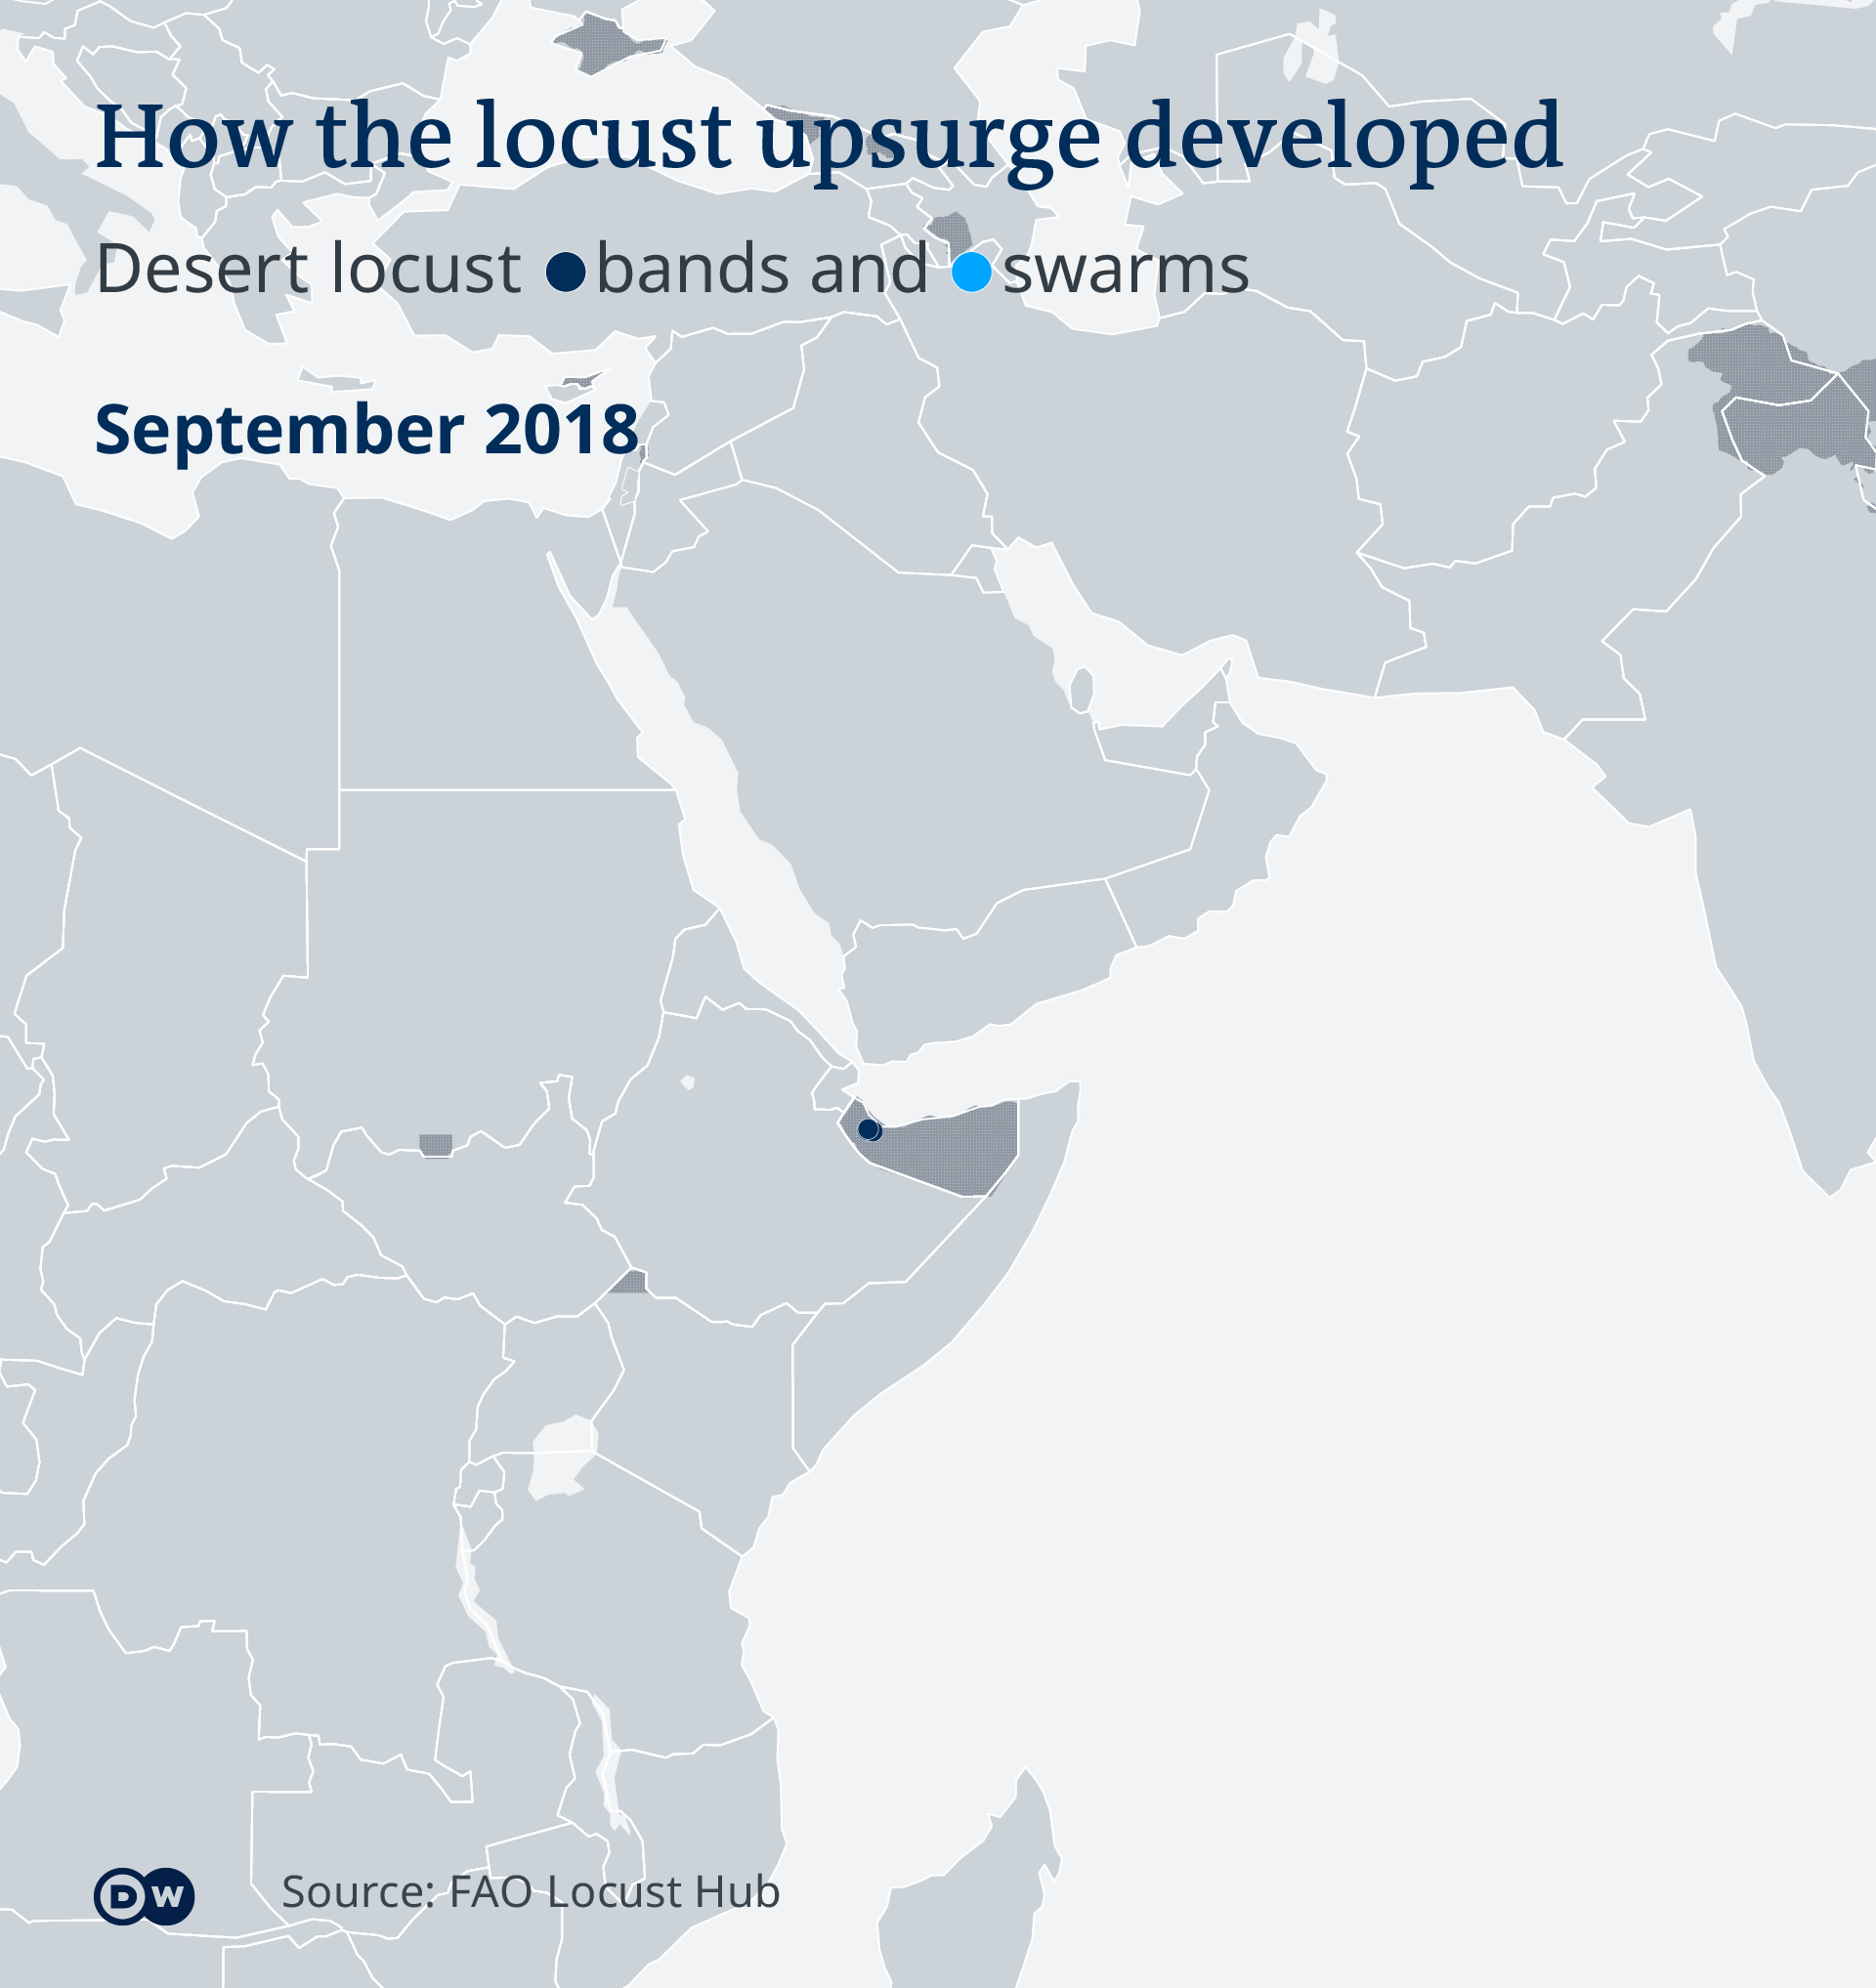 How the locust upsurge developed
Desert locust bands and swarms
September 2018
DW
Source: FAO Locust Hub